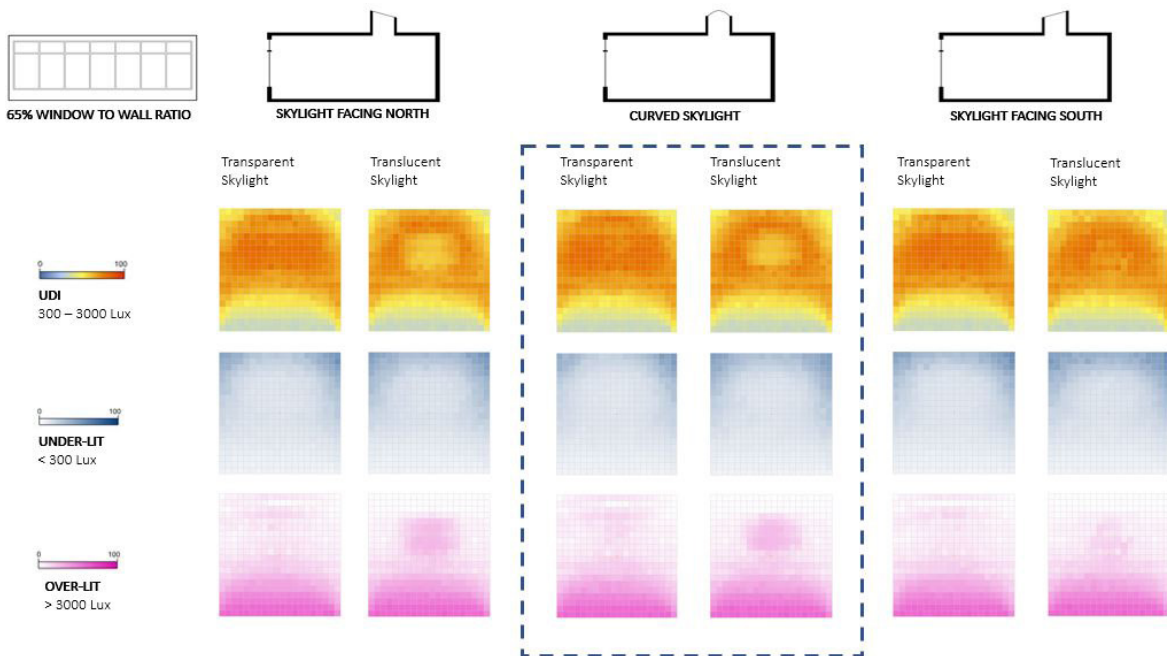 65% WINDOW TO WALL RATIO
SKYLIGHT FACING NORTH
CURVED SKYLIGHT
SKYLIGHT FACING SOUTH
Transparent
Skylight
Translucent
Skylight
Transparent
Skylight
Translucent
Skylight
Transparent
Skylight
Translucent
Skylight
0 100
UDI
300 – 3000 Lux
0 100
UNDER-LIT
< 300 Lux
0 100
OVER-LIT
> 3000 Lux